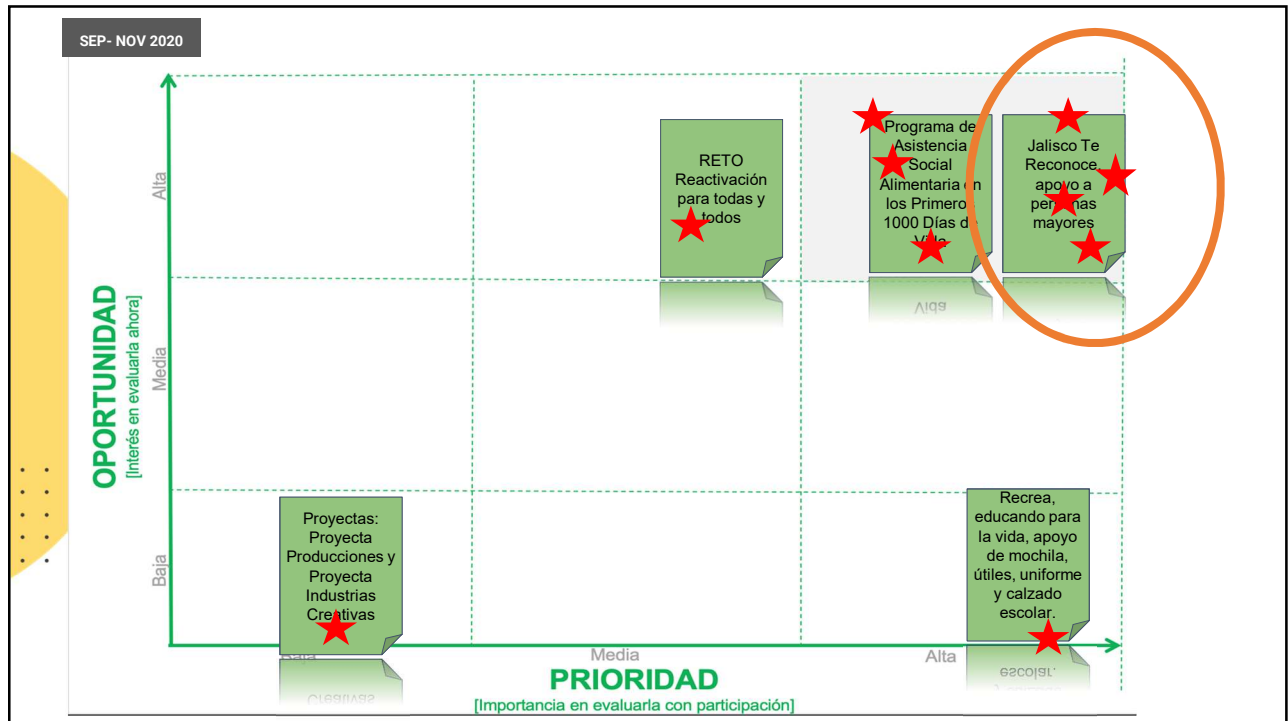 SEP- NOV 2020
OPORTUNIDAD
[Interés en evaluarla ahora]
Alta
Media
Baja
RETO
Reactivación
para todas y
todos
Programa de
Asistencia
Social
Alimentaria en
los Primeros
1000 Días de
Vida
Jalisco Te
Reconoce,
apoyo a
personas
mayores
Proyectas:
Proyecta
Producciones y
Proyecta
Industrias
Creativas
Recrea,
educando para
la vida, apoyo
de mochila,
útiles, uniforme
y calzado
escolar.
Baja
Media
Alta
PRIORIDAD
[Importancia en evaluarla con participación]